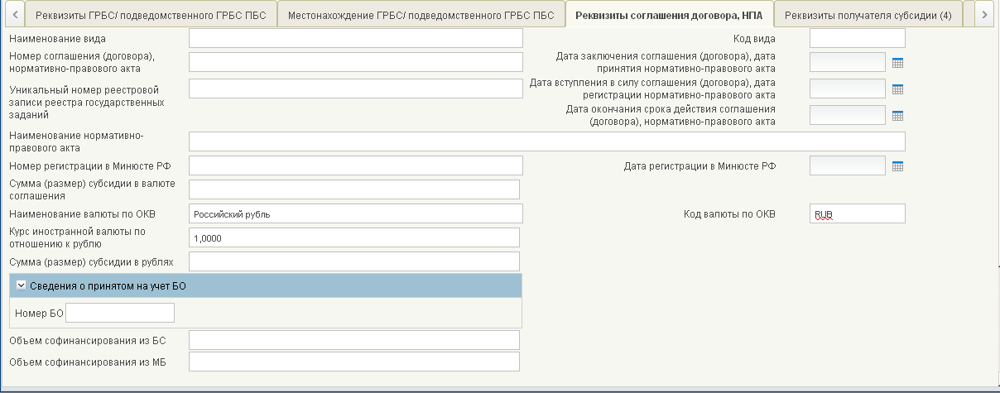 Реквизиты ГРБС/ подведомственного ГРБС ПБС
Местонахождение ГРБС/ подведомственного ГРБС ПБС
Реквизиты соглашения договора, НПА
Реквизиты получателя субсидии (4)
Наименование вида
Код вида
Номер соглашения (договора),
нормативно-правового акта
Дата заключения соглашения (договора), дата
принятия нормативно-правового акта
Уникальный номер реестровой
записи реестра государственных
заданий
Дата вступления в силу соглашения (договора), дата
регистрации нормативно-правового акта
Дата окончания срока действия соглашения
(договора), нормативно-правового акта
Наименование нормативно-
правового акта
Номер регистрации в Минюсте РФ
Дата регистрации в Минюсте РФ
Сумма (размер) субсидии в валюте
соглашения
Наименование валюты по ОКВ
Российский рубль
Код валюты по ОКВ
RUB
Курс иностранной валюты по
отношению к рублю
1,0000
Сумма (размер) субсидии в рублях
Сведения о принятом на учет БО
Номер БО
Объем софинансирования из БС
Объем софинансирования из МБ